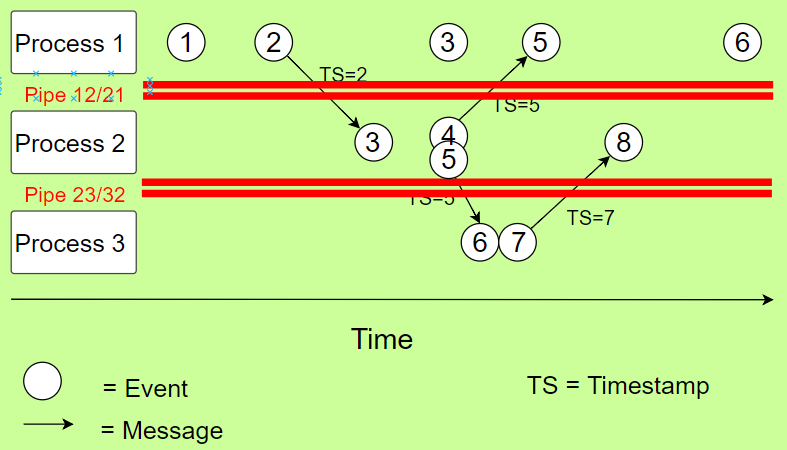 Process 1
1
2
3
5
6
TS=2
Pipe 12/21
TS=5
Process 2
3
4
5
8
Pipe 23/32
TS=5
TS=7
Process 3
6
7
Time
= Event
TS = Timestamp
= Message